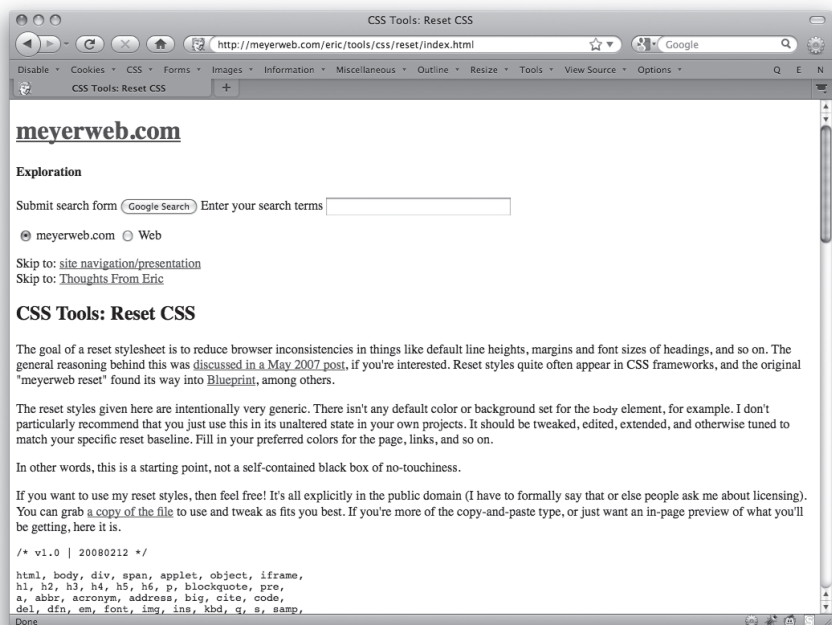 CSS Tools: Reset CSS
http://meyerweb.com/eric/tools/css/reset/index.html
Google
Disable Cookies CSS Forms Images Information Miscellaneous Outline Resize Tools View Source Options Q E N
CSS Tools: Reset CSS +
meyerweb.com
Exploration
Submit search form Google Search Enter your search terms
meyerweb.com Web
Skip to: site navigation/presentation
Skip to: Thoughts From Eric
CSS Tools: Reset CSS
The goal of a reset stylesheet is to reduce browser inconsistencies in things like default line heights, margins and font sizes of headings, and so on. The
general reasoning behind this was discussed in a May 2007 post, if you're interested. Reset styles quite often appear in CSS frameworks, and the original
"meyerweb reset" found its way into Blueprint, among others.
The reset styles given here are intentionally very generic. There isn't any default color or background set for the body element, for example. I don't
particularly recommend that you just use this in its unaltered state in your own projects. It should be tweaked, edited, extended, and otherwise tuned to
match your specific reset baseline. Fill in your preferred colors for the page, links, and so on.
In other words, this is a starting point, not a self-contained black box of no-touchiness.
If you want to use my reset styles, then feel free! It's all explicitly in the public domain (I have to formally say that or else people ask me about licensing).
You can grab a copy of the file to use and tweak as fits you best. If you're more of the copy-and-paste type, or just want an in-page preview of what you'll
be getting, here it is.
/* v1.0 | 20080212 */
html, body, div, span, applet, object, iframe,
h1, h2, h3, h4, h5, h6, p, blockquote, pre,
a, abbr, acronym, address, big, cite, code,
del, dfn, em, font, img, ins, kbd, q, s, samp,
Done